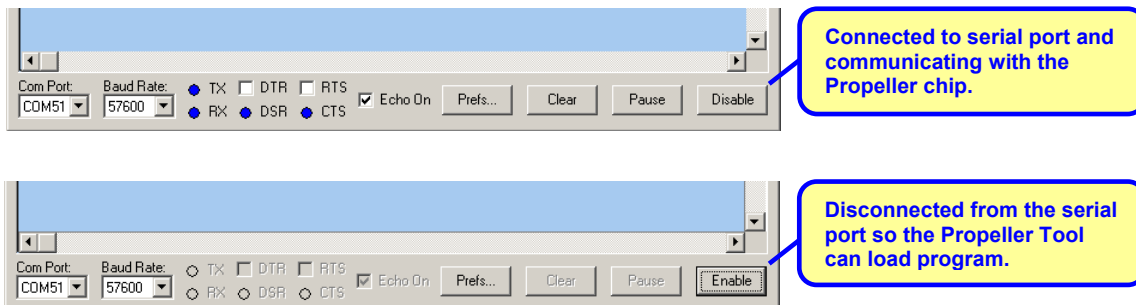 Connected to serial port and
communicating with the
Propeller chip.
Com Port: Baud Rate: TX DTR RTS
COM51 57600 RX DSR CTS Echo On Prefs... Clear Pause Disable
Disconnected from the serial
port so the Propeller Tool
can load program.
Com Port: Baud Rate: TX DTR RTS
COM51 57600 RX DSR CTS Echo On Prefs... Clear Pause Enable